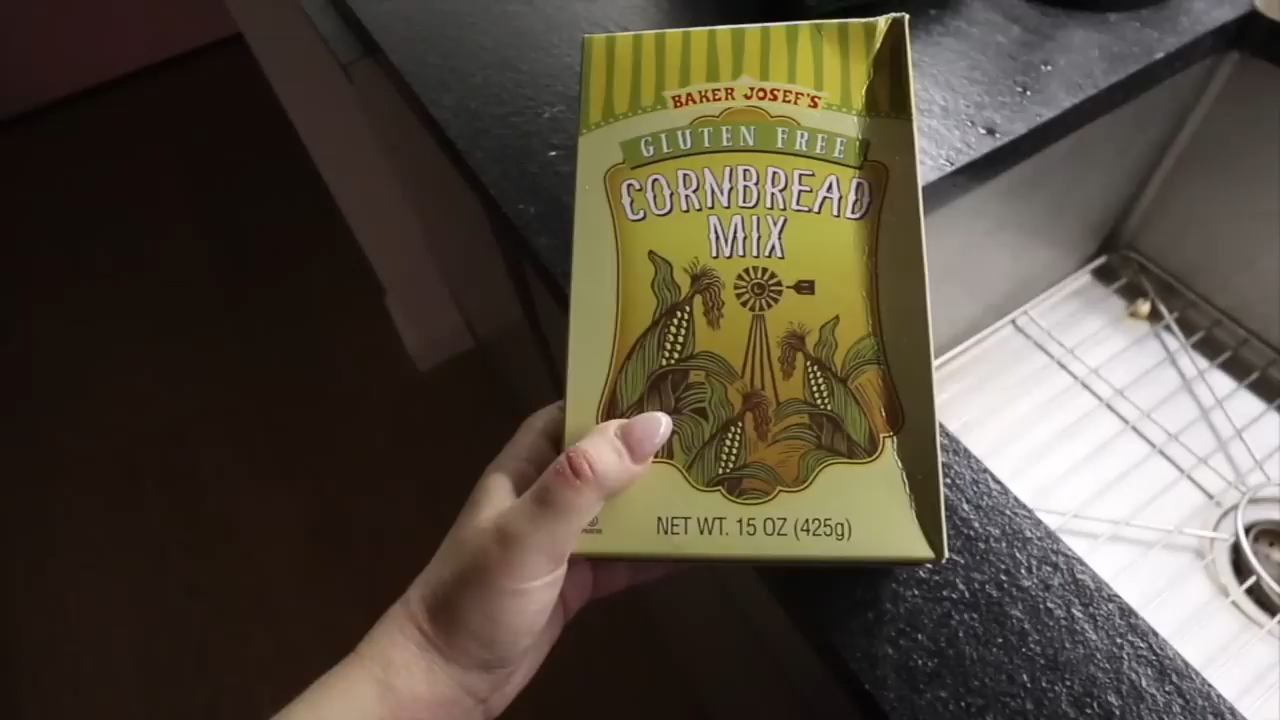 BAKER JOSEF'S
GLUTEN FREE
CORNBREAD
MIX
NET WT. 15 OZ (425g)